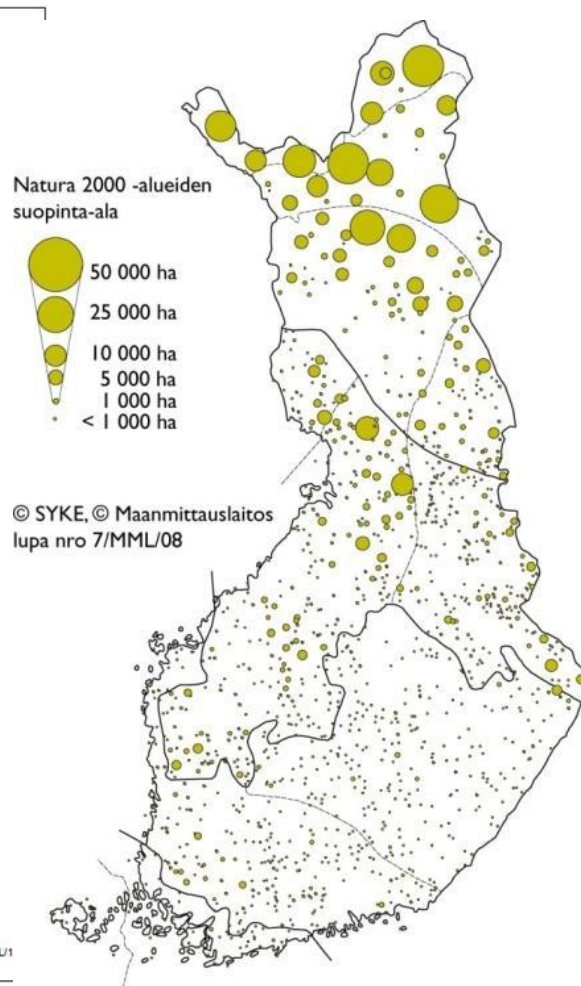 Natura 2000 -alueiden
suopinta-ala
50 000 ha
25 000 ha
10 000 ha
5 000 ha
1 000 ha
< 1 000 ha
© SYKE, © Maanmittauslaitos
lupa nro 7/MML/08